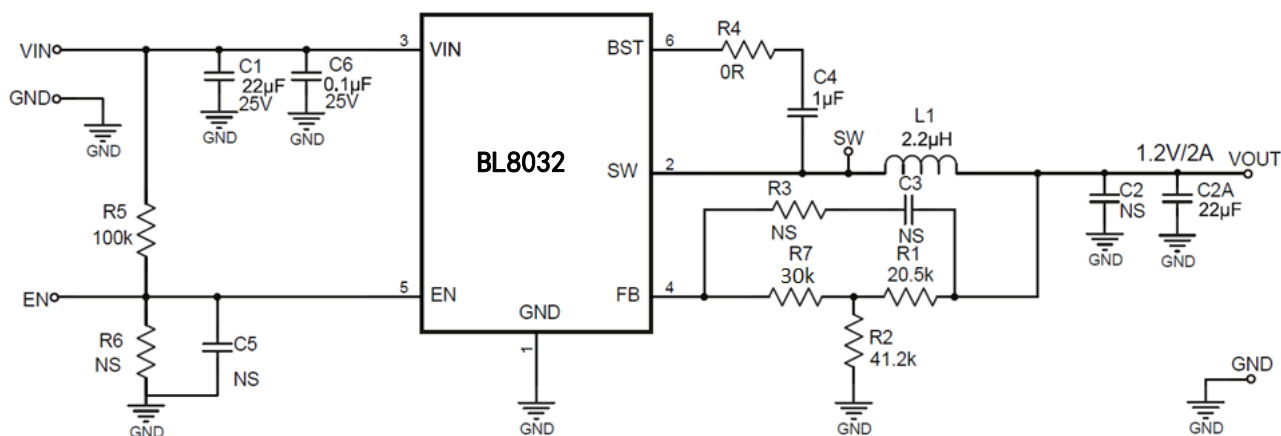 VIN
GND
GND
C1
22µF
25V
GND
C6
0.1µF
25V
GND
3
VIN
BST
6
R4
0R
C4
1µF
BL8032
SW
2
SW
L1
2.2µH
1.2V/2A
VOUT
C2
NS
GND
C2A
22µF
GND
R3
NS
C3
NS
R5
100k
R7
30k
R1
20.5k
EN
5
EN
FB
4
GND
1
GND
R6
NS
C5
NS
GND
R2
41.2k
GND
GND
GND